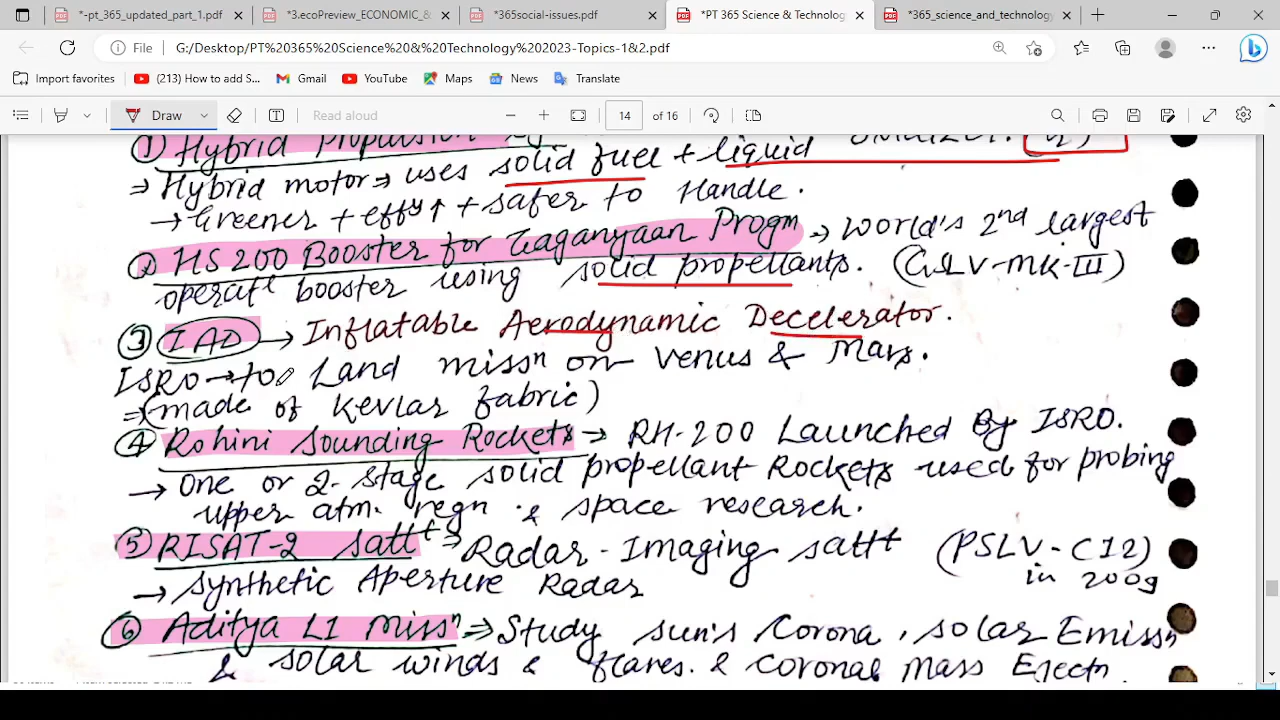 *-pt_365_updated_part_1.pdf
*3.ecoPreview_ECONOMIC_&
*365social-issues.pdf
*PT 365 Science & Technolog
*365_science_and_technology
File
G:/Desktop/PT%20365%20Science%20&%20Technology%202023-Topics-1&2.pdf
Import favorites
(213) How to add S...
Gmail
YouTube
Maps
News
Translate
Draw
Read aloud
14
of 16
① Hybrid Propulsion
solid fuel + liquid
⇒ Hybrid motor ⇒ uses
→ Greener + effy↑ + safer to Handle.
② HS 200 Booster for Gaganyaan Progm → World's 2nd largest
operatl booster using solid propellants. (GSLV-MK-III)
③ IAD → Inflatable Aerodynamic Decelerator.
ISRO → to Land missn on Venus & Mars.
⇒ (made of Kevlar fabric)
④ Rohini Sounding Rockets → RH-200 Launched By ISRO.
→ One or 2-stage solid propellant Rockets used for probing
upper atm. regn & space research.
⑤ RISAT-2 Satlt ⇒ Radar-Imaging satlt (PSLV-C12)
in 2009
→ Synthetic Aperture Radar
⑥ Aditya L1 Missn ⇒ Study sun's Corona, solar Emissn
& solar winds & flares. & Coronal Mass Ejectn.